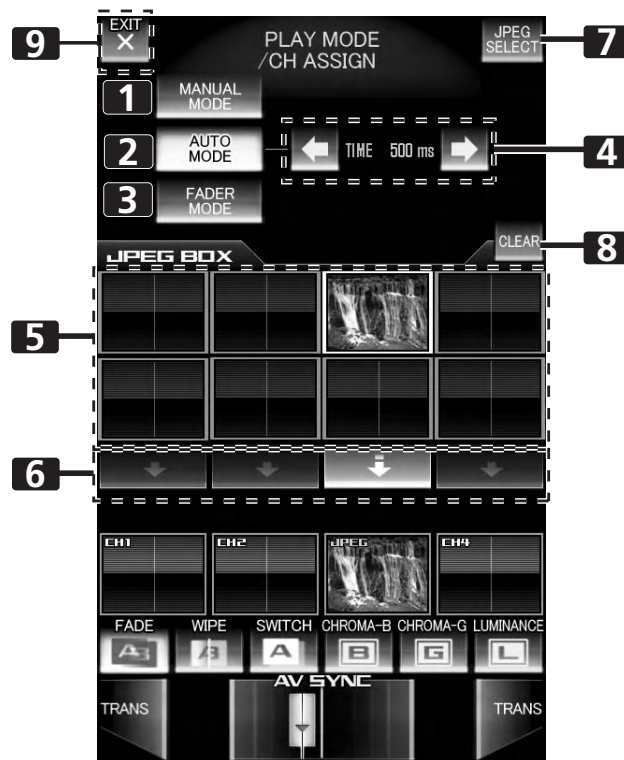 9
EXIT
PLAY MODE
/CH ASSIGN
JPEG
SELECT
7
1
MANUAL
MODE
2
AUTO
MODE
TIME 500 ms
4
3
FADER
MODE
CLEAR
8
JPEG BOX
5
6
CH1
CH2
JPEG
CH4
FADE
WIPE
SWITCH
CHROMA-B
CHROMA-G
LUMINANCE
AB
AB
A
B
G
L
AV SYNC
TRANS
TRANS